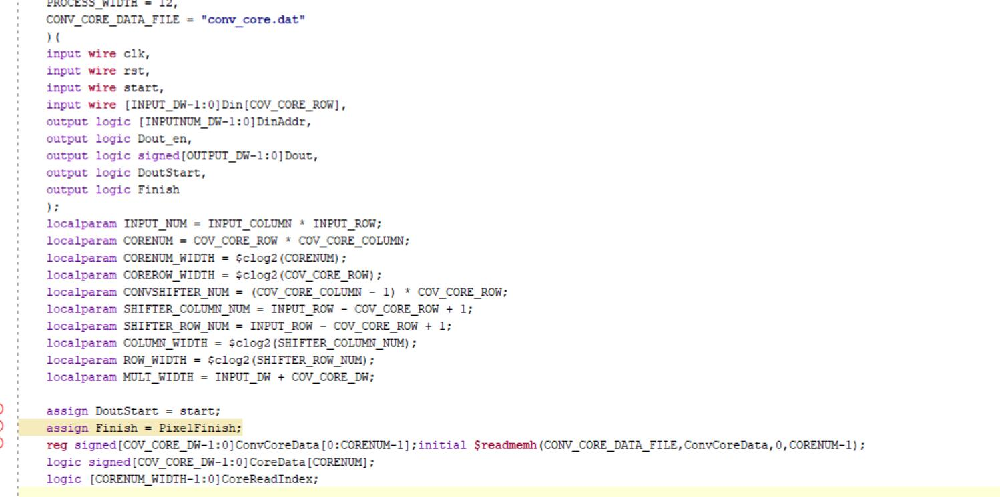 PROCESS_WIDTH = 12,
CONV_CORE_DATA_FILE = "conv_core.dat"
)(
input wire clk,
input wire rst,
input wire start,
input wire [INPUT_DW-1:0]Din[COV_CORE_ROW],
output logic [INPUTNUM_DW-1:0]DinAddr,
output logic Dout_en,
output logic signed[OUTPUT_DW-1:0]Dout,
output logic DoutStart,
output logic Finish
);
localparam INPUT_NUM = INPUT_COLUMN * INPUT_ROW;
localparam CORENUM = COV_CORE_ROW * COV_CORE_COLUMN;
localparam CORENUM_WIDTH = $clog2(CORENUM);
localparam COREROW_WIDTH = $clog2(COV_CORE_ROW);
localparam CONVSHIFTER_NUM = (COV_CORE_COLUMN - 1) * COV_CORE_ROW;
localparam SHIFTER_COLUMN_NUM = INPUT_ROW - COV_CORE_ROW + 1;
localparam SHIFTER_ROW_NUM = INPUT_ROW - COV_CORE_ROW + 1;
localparam COLUMN_WIDTH = $clog2(SHIFTER_COLUMN_NUM);
localparam ROW_WIDTH = $clog2(SHIFTER_ROW_NUM);
localparam MULT_WIDTH = INPUT_DW + COV_CORE_DW;
assign DoutStart = start;
assign Finish = PixelFinish;
reg signed[COV_CORE_DW-1:0]ConvCoreData[0:CORENUM-1];initial $readmemh(CONV_CORE_DATA_FILE,ConvCoreData,0,CORENUM-1);
logic signed[COV_CORE_DW-1:0]CoreData[CORENUM];
logic [CORENUM_WIDTH-1:0]CoreReadIndex;